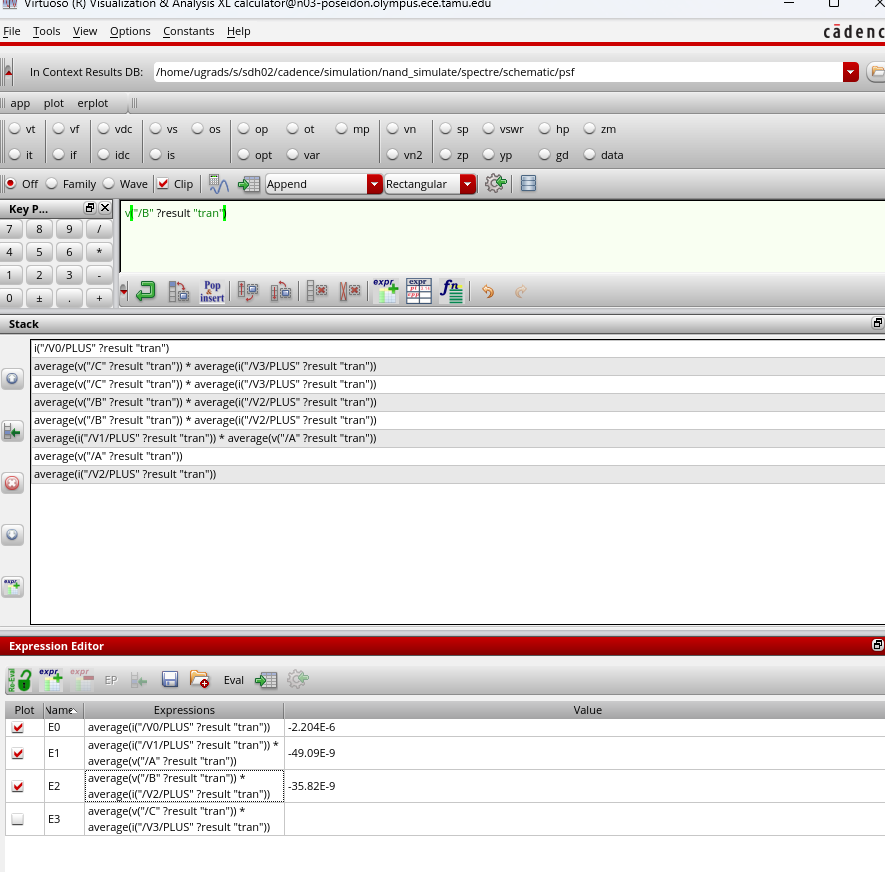 Virtuoso (R) Visualization & Analysis XL calculator@n03-poseidon.olympus.ece.tamu.edu
File Tools View Options Constants Help
cādenc
In Context Results DB: /home/ugrads/s/sdh02/cadence/simulation/nand_simulate/spectre/schematic/psf
app plot erplot
vt vf vdc vs os op ot mp vn sp vswr hp zm
it if idc is opt var vn2 zp yp gd data
Off Family Wave Clip Append Rectangular
Key P...
v("/B" ?result "tran")
7 8 9 /
4 5 6 *
1 2 3 -
0 ± . +
Pop & insert
expr
expr
fn
Stack
i("/V0/PLUS" ?result "tran")
average(v("/C" ?result "tran")) * average(i("/V3/PLUS" ?result "tran"))
average(v("/C" ?result "tran")) * average(i("/V3/PLUS" ?result "tran"))
average(v("/B" ?result "tran")) * average(i("/V2/PLUS" ?result "tran"))
average(v("/B" ?result "tran")) * average(i("/V2/PLUS" ?result "tran"))
average(i("/V1/PLUS" ?result "tran")) * average(v("/A" ?result "tran"))
average(v("/A" ?result "tran"))
average(i("/V2/PLUS" ?result "tran"))
expr
Expression Editor
Re-Eval expr expr EP Eval
Plot Name Expressions Value
E0 average(i("/V0/PLUS" ?result "tran")) -2.204E-6
average(i("/V1/PLUS" ?result "tran")) *
E1 -49.09E-9
average(v("/A" ?result "tran"))
average(v("/B" ?result "tran")) *
E2 -35.82E-9
average(i("/V2/PLUS" ?result "tran"))
average(v("/C" ?result "tran")) *
E3
average(i("/V3/PLUS" ?result "tran"))